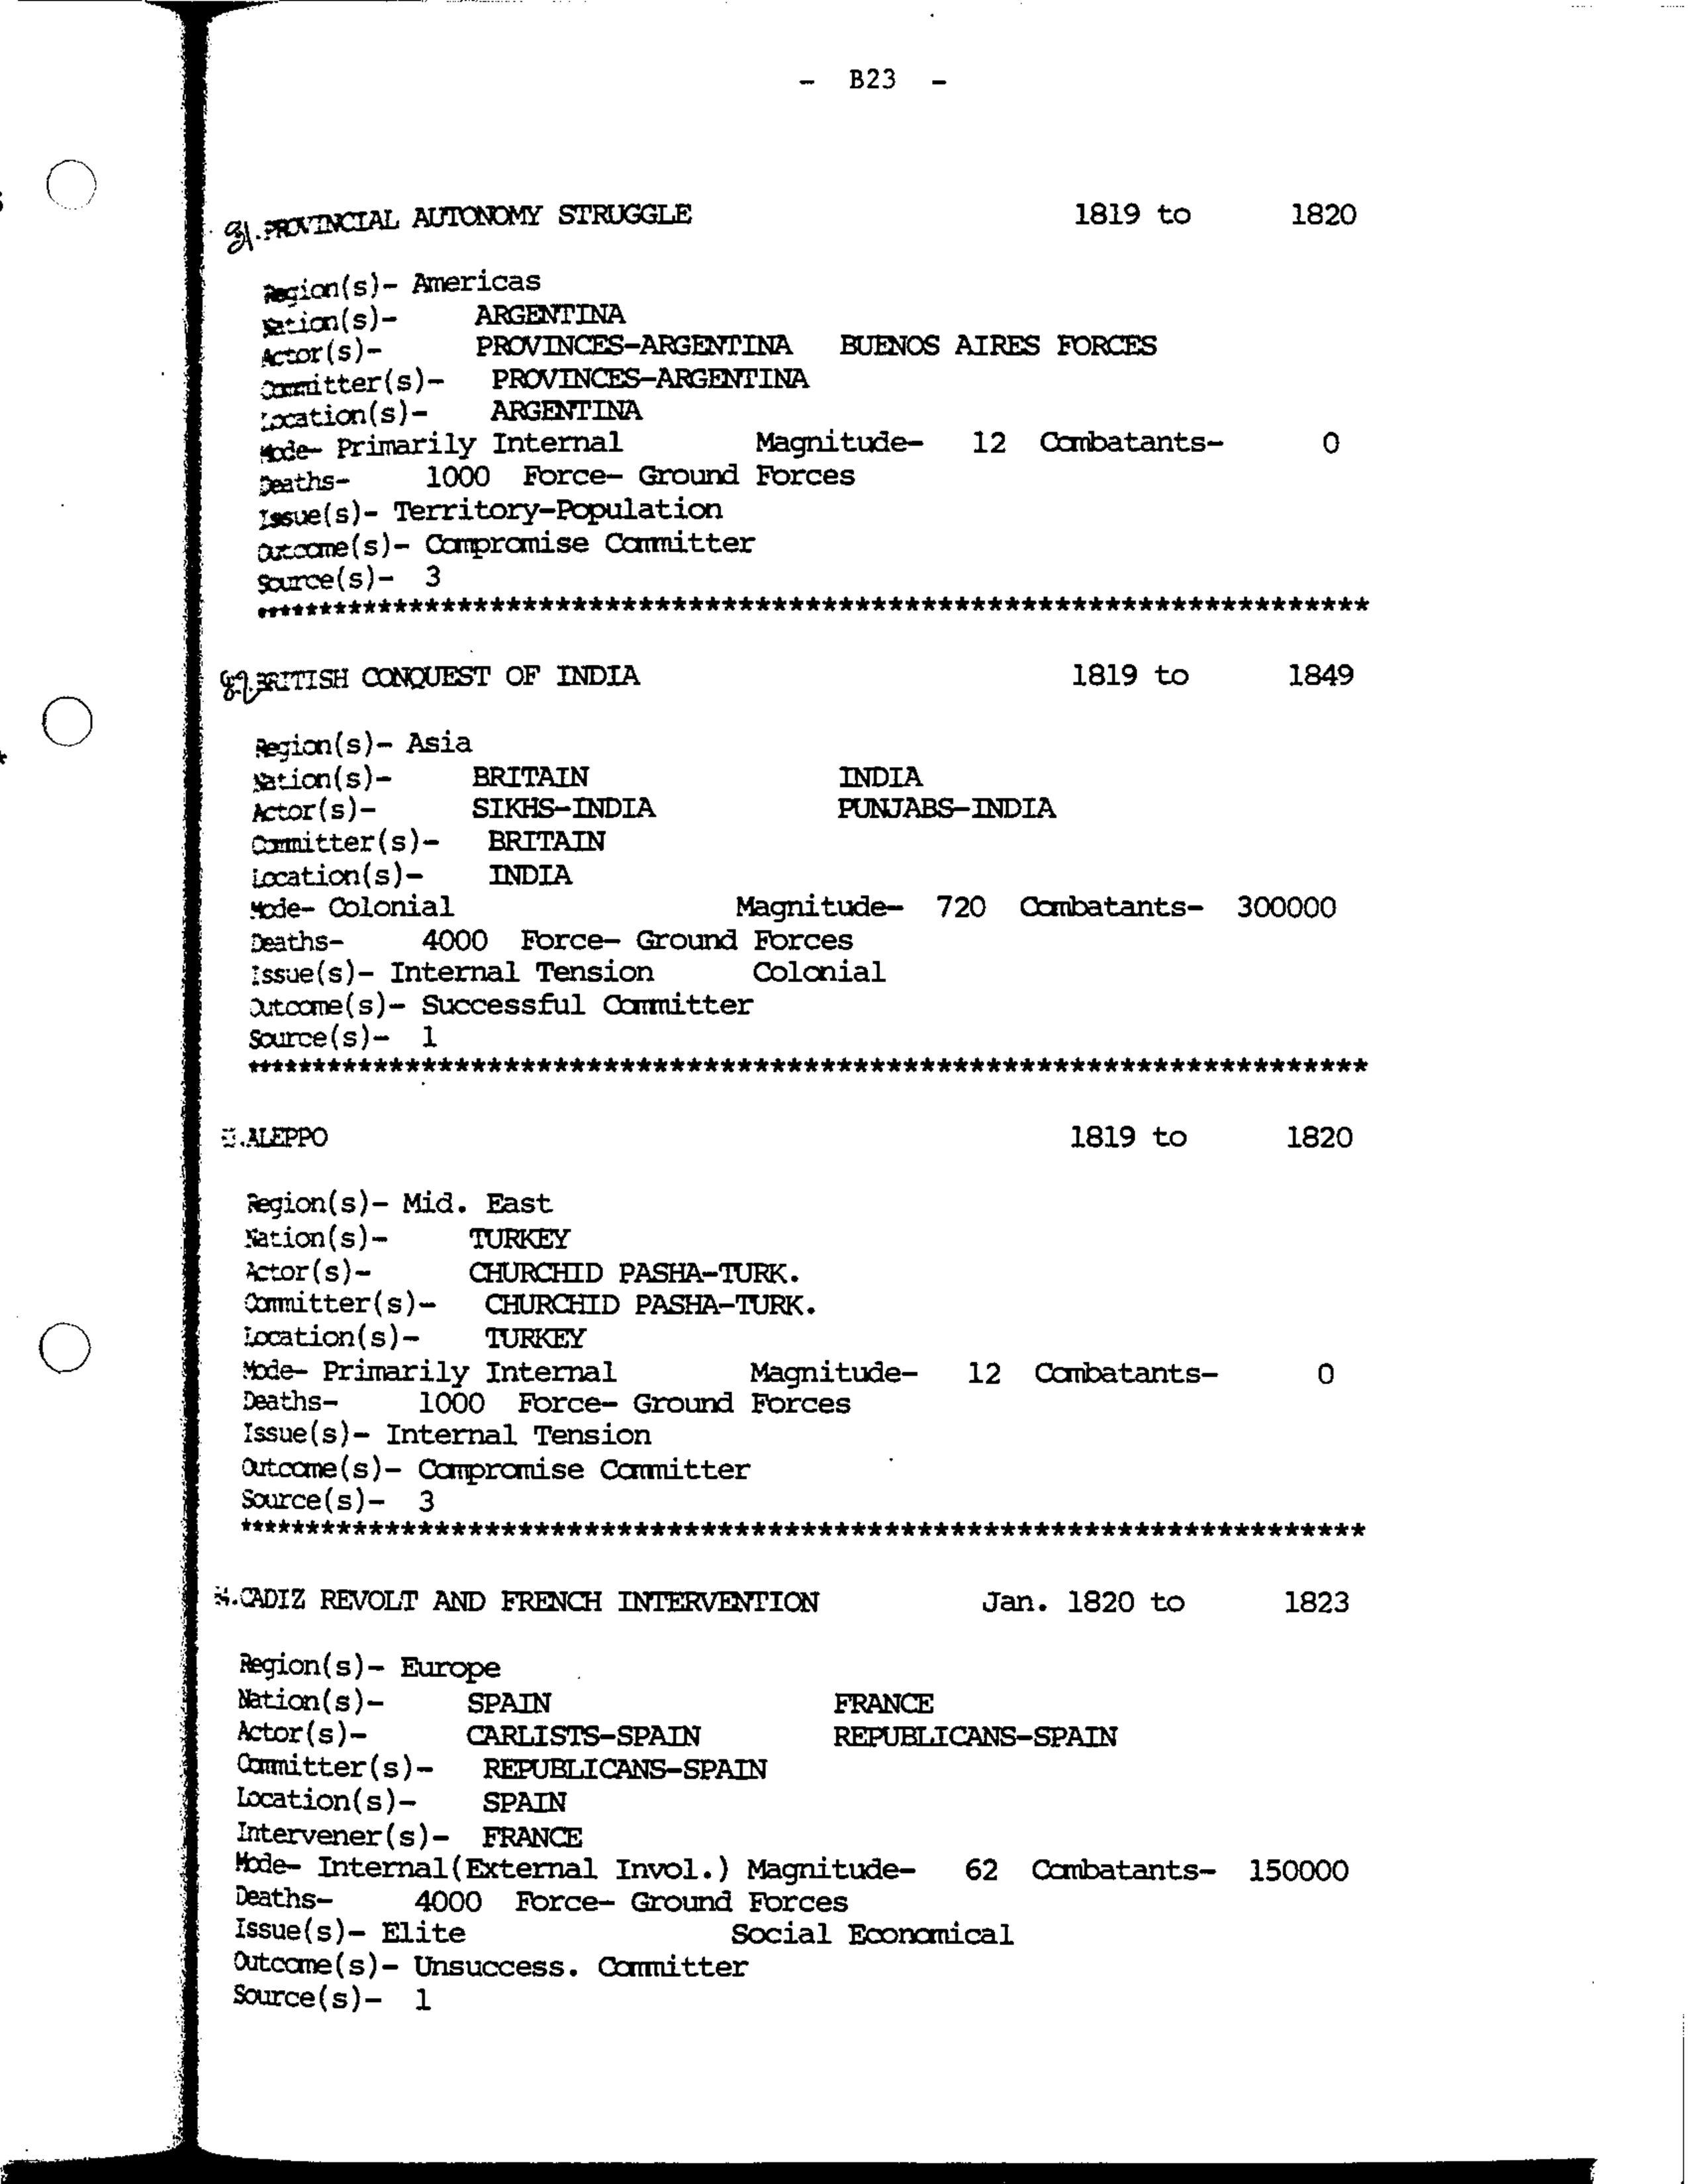 - B23 -
PROVINCIAL AUTONOMY STRUGGLE 1819 to 1820
Region(s)- Americas
Nation(s)- ARGENTINA
Actor(s)- PROVINCES-ARGENTINA BUENOS AIRES FORCES
Committer(s)- PROVINCES-ARGENTINA
Location(s)- ARGENTINA
Mode- Primarily Internal Magnitude- 12 Combatants- 0
Deaths- 1000 Force- Ground Forces
Issue(s)- Territory-Population
Outcome(s)- Compromise Committer
Source(s)- 3
*********************************************************************
BRITISH CONQUEST OF INDIA 1819 to 1849
Region(s)- Asia
Nation(s)- BRITAIN INDIA
Actor(s)- SIKHS-INDIA PUNJABS-INDIA
Committer(s)- BRITAIN
Location(s)- INDIA
Mode- Colonial Magnitude- 720 Combatants- 300000
Deaths- 4000 Force- Ground Forces
Issue(s)- Internal Tension Colonial
Outcome(s)- Successful Committer
Source(s)- 1
*********************************************************************
ALEPPO 1819 to 1820
Region(s)- Mid. East
Nation(s)- TURKEY
Actor(s)- CHURCHID PASHA-TURK.
Committer(s)- CHURCHID PASHA-TURK.
Location(s)- TURKEY
Mode- Primarily Internal Magnitude- 12 Combatants- 0
Deaths- 1000 Force- Ground Forces
Issue(s)- Internal Tension
Outcome(s)- Compromise Committer
Source(s)- 3
*********************************************************************
CADIZ REVOLT AND FRENCH INTERVENTION Jan. 1820 to 1823
Region(s)- Europe
Nation(s)- SPAIN FRANCE
Actor(s)- CARLISTS-SPAIN REPUBLICANS-SPAIN
Committer(s)- REPUBLICANS-SPAIN
Location(s)- SPAIN
Intervener(s)- FRANCE
Mode- Internal(External Invol.) Magnitude- 62 Combatants- 150000
Deaths- 4000 Force- Ground Forces
Issue(s)- Elite Social Economical
Outcome(s)- Unsuccess. Committer
Source(s)- 1